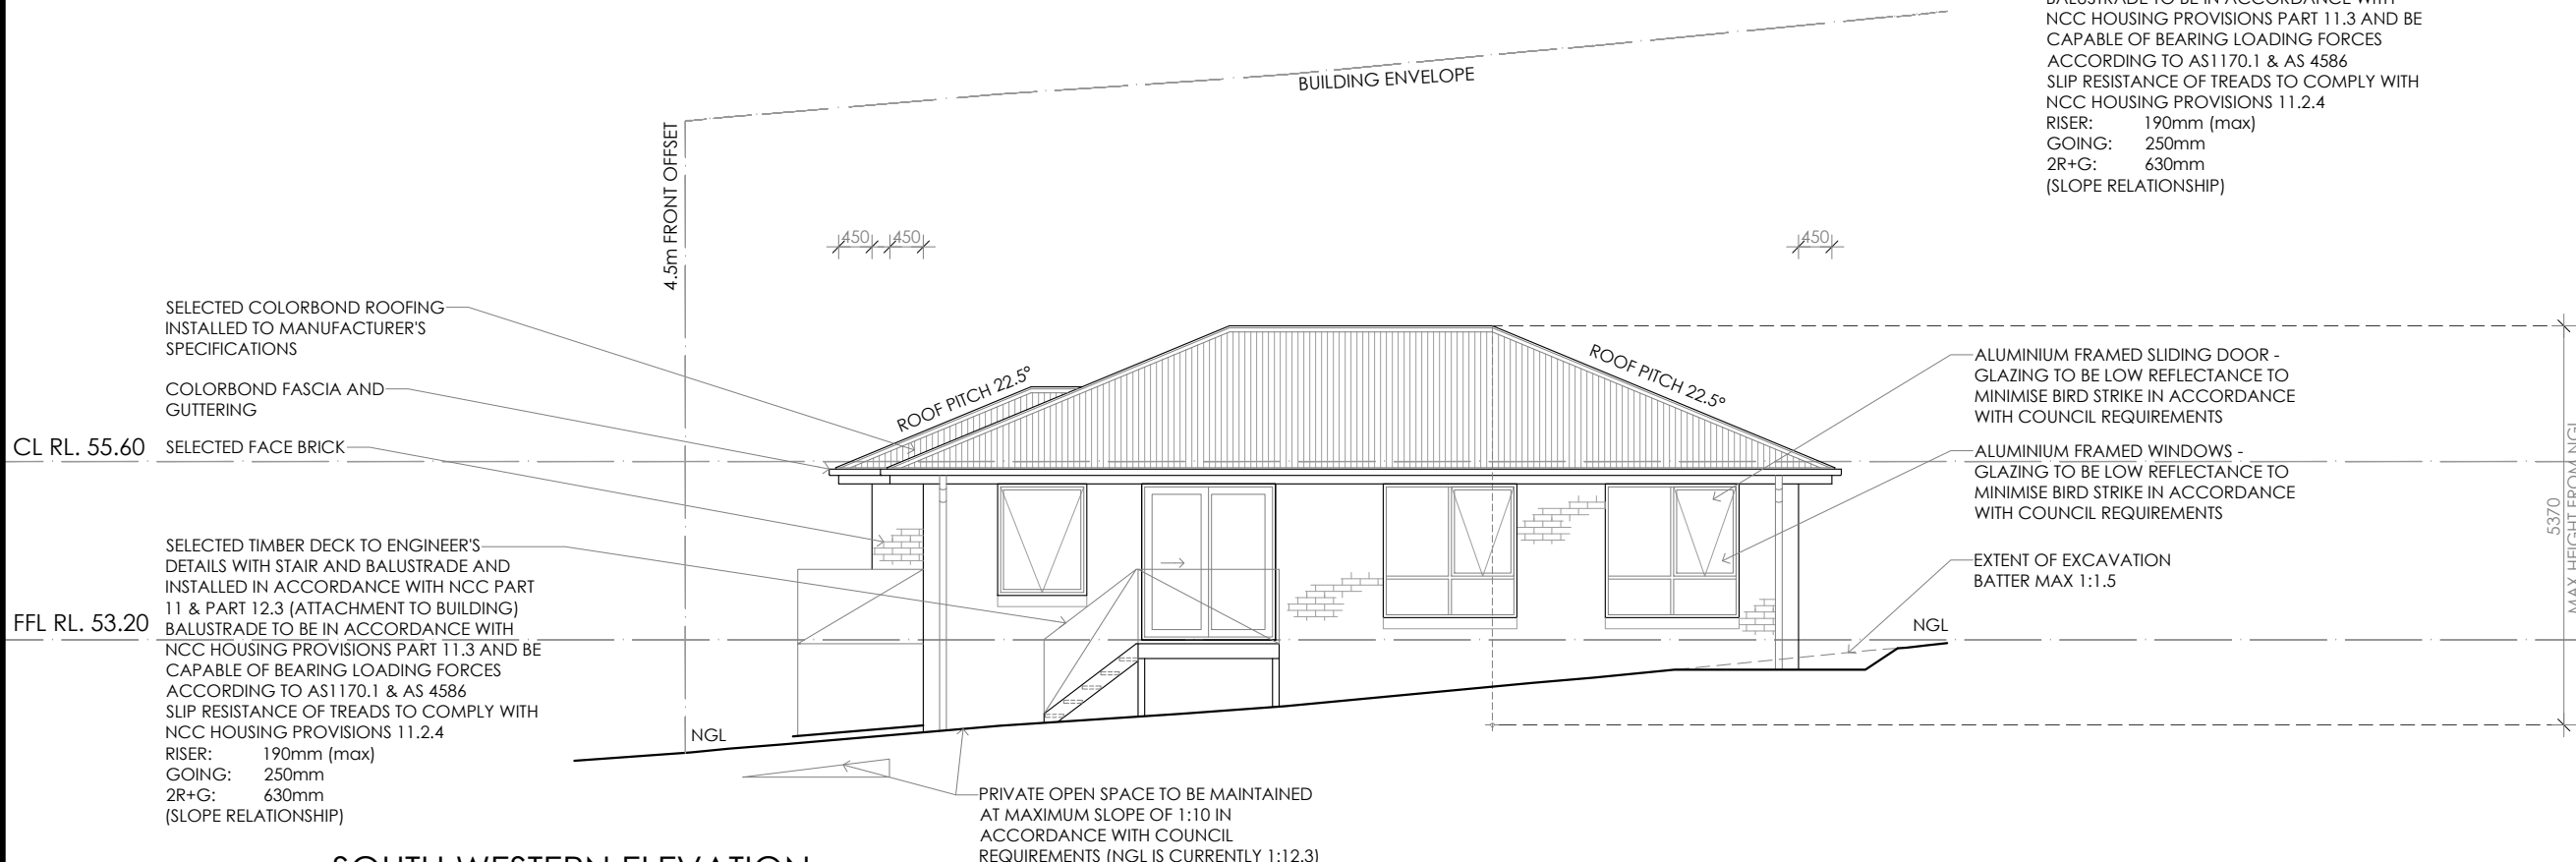 BALUSTRADE TO BE IN ACCORDANCE WITH
NCC HOUSING PROVISIONS PART 11.3 AND BE
CAPABLE OF BEARING LOADING FORCES
ACCORDING TO AS1170.1 & AS 4586
SLIP RESISTANCE OF TREADS TO COMPLY WITH
NCC HOUSING PROVISIONS 11.2.4
RISER: 190mm (max)
GOING: 250mm
2R+G: 630mm
(SLOPE RELATIONSHIP)
BUILDING ENVELOPE
4.5m FRONT OFFSET
450 450
450
SELECTED COLORBOND ROOFING
INSTALLED TO MANUFACTURER'S
SPECIFICATIONS
COLORBOND FASCIA AND
GUTTERING
CL RL. 55.60
SELECTED FACE BRICK
ROOF PITCH 22.5°
ROOF PITCH 22.5°
ALUMINIUM FRAMED SLIDING DOOR -
GLAZING TO BE LOW REFLECTANCE TO
MINIMISE BIRD STRIKE IN ACCORDANCE
WITH COUNCIL REQUIREMENTS
ALUMINIUM FRAMED WINDOWS -
GLAZING TO BE LOW REFLECTANCE TO
MINIMISE BIRD STRIKE IN ACCORDANCE
WITH COUNCIL REQUIREMENTS
EXTENT OF EXCAVATION
BATTER MAX 1:1.5
5370
MAX HEIGHT FROM NGL
SELECTED TIMBER DECK TO ENGINEER'S
DETAILS WITH STAIR AND BALUSTRADE AND
INSTALLED IN ACCORDANCE WITH NCC PART
11 & PART 12.3 (ATTACHMENT TO BUILDING)
BALUSTRADE TO BE IN ACCORDANCE WITH
NCC HOUSING PROVISIONS PART 11.3 AND BE
CAPABLE OF BEARING LOADING FORCES
ACCORDING TO AS1170.1 & AS 4586
SLIP RESISTANCE OF TREADS TO COMPLY WITH
NCC HOUSING PROVISIONS 11.2.4
RISER: 190mm (max)
GOING: 250mm
2R+G: 630mm
(SLOPE RELATIONSHIP)
FFL RL. 53.20
NGL
NGL
PRIVATE OPEN SPACE TO BE MAINTAINED
AT MAXIMUM SLOPE OF 1:10 IN
ACCORDANCE WITH COUNCIL
REQUIREMENTS (NGL IS CURRENTLY 1:12.3)
SOUTH WESTERN ELEVATION